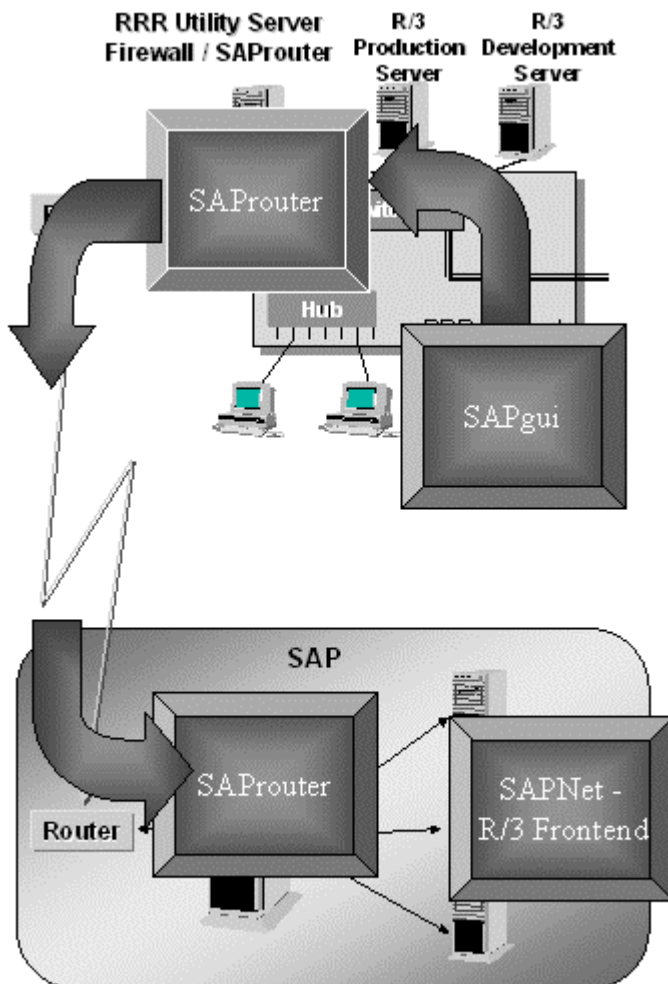 RRR Utility Server
Firewall / SAProuter
R/3
Production
Server
R/3
Development
Server
SAProuter
Hub
SAPgui
SAP
SAProuter
Router
SAPNet -
R/3 Frontend